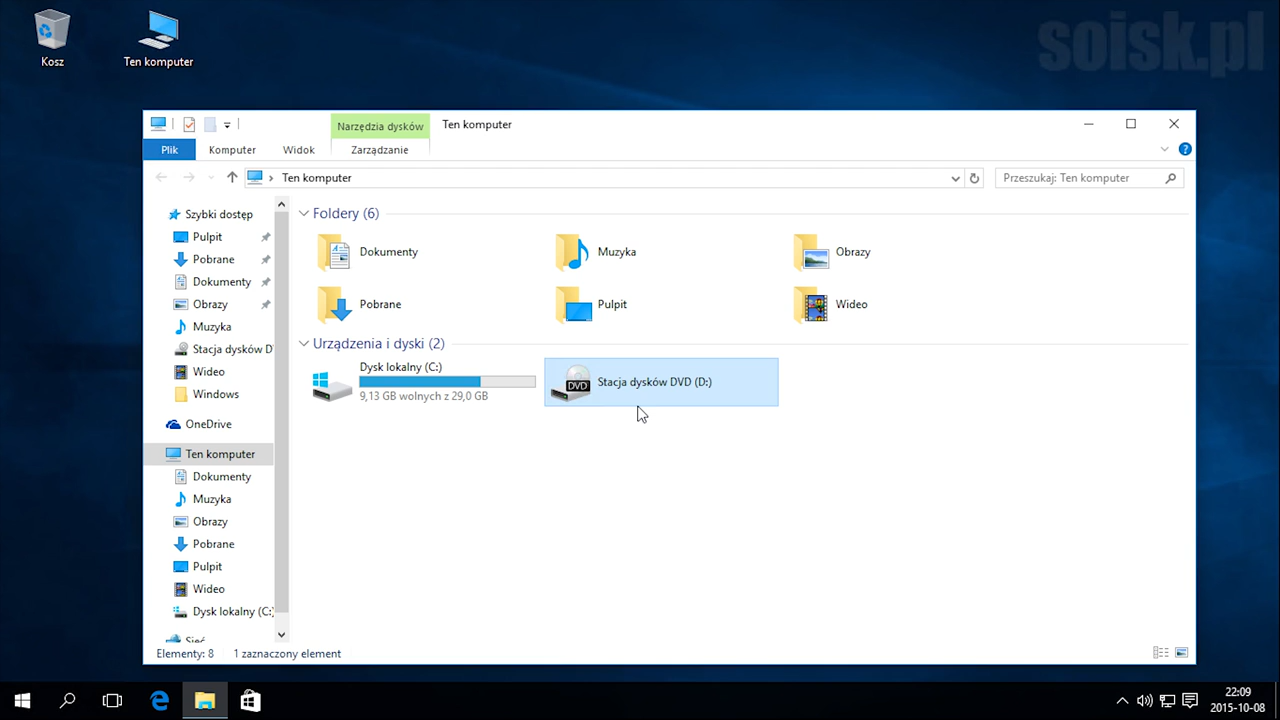 soisk.pl
Kosz
Ten komputer
Narzędzia dysków
Ten komputer
Plik
Komputer
Widok
Zarządzanie
Ten komputer
Przeszukaj: Ten komputer
Szybki dostęp
Pulpit
Pobrane
Dokumenty
Obrazy
Muzyka
Stacja dysków D
Wideo
Windows
OneDrive
Ten komputer
Dokumenty
Muzyka
Obrazy
Pobrane
Pulpit
Wideo
Dysk lokalny (C:)
Sieć
Foldery (6)
Dokumenty
Muzyka
Obrazy
Pobrane
Pulpit
Wideo
Urządzenia i dyski (2)
Dysk lokalny (C:)
9,13 GB wolnych z 29,0 GB
DVD
Stacja dysków DVD (D:)
Elementy: 8
1 zaznaczony element
22:09
2015-10-08